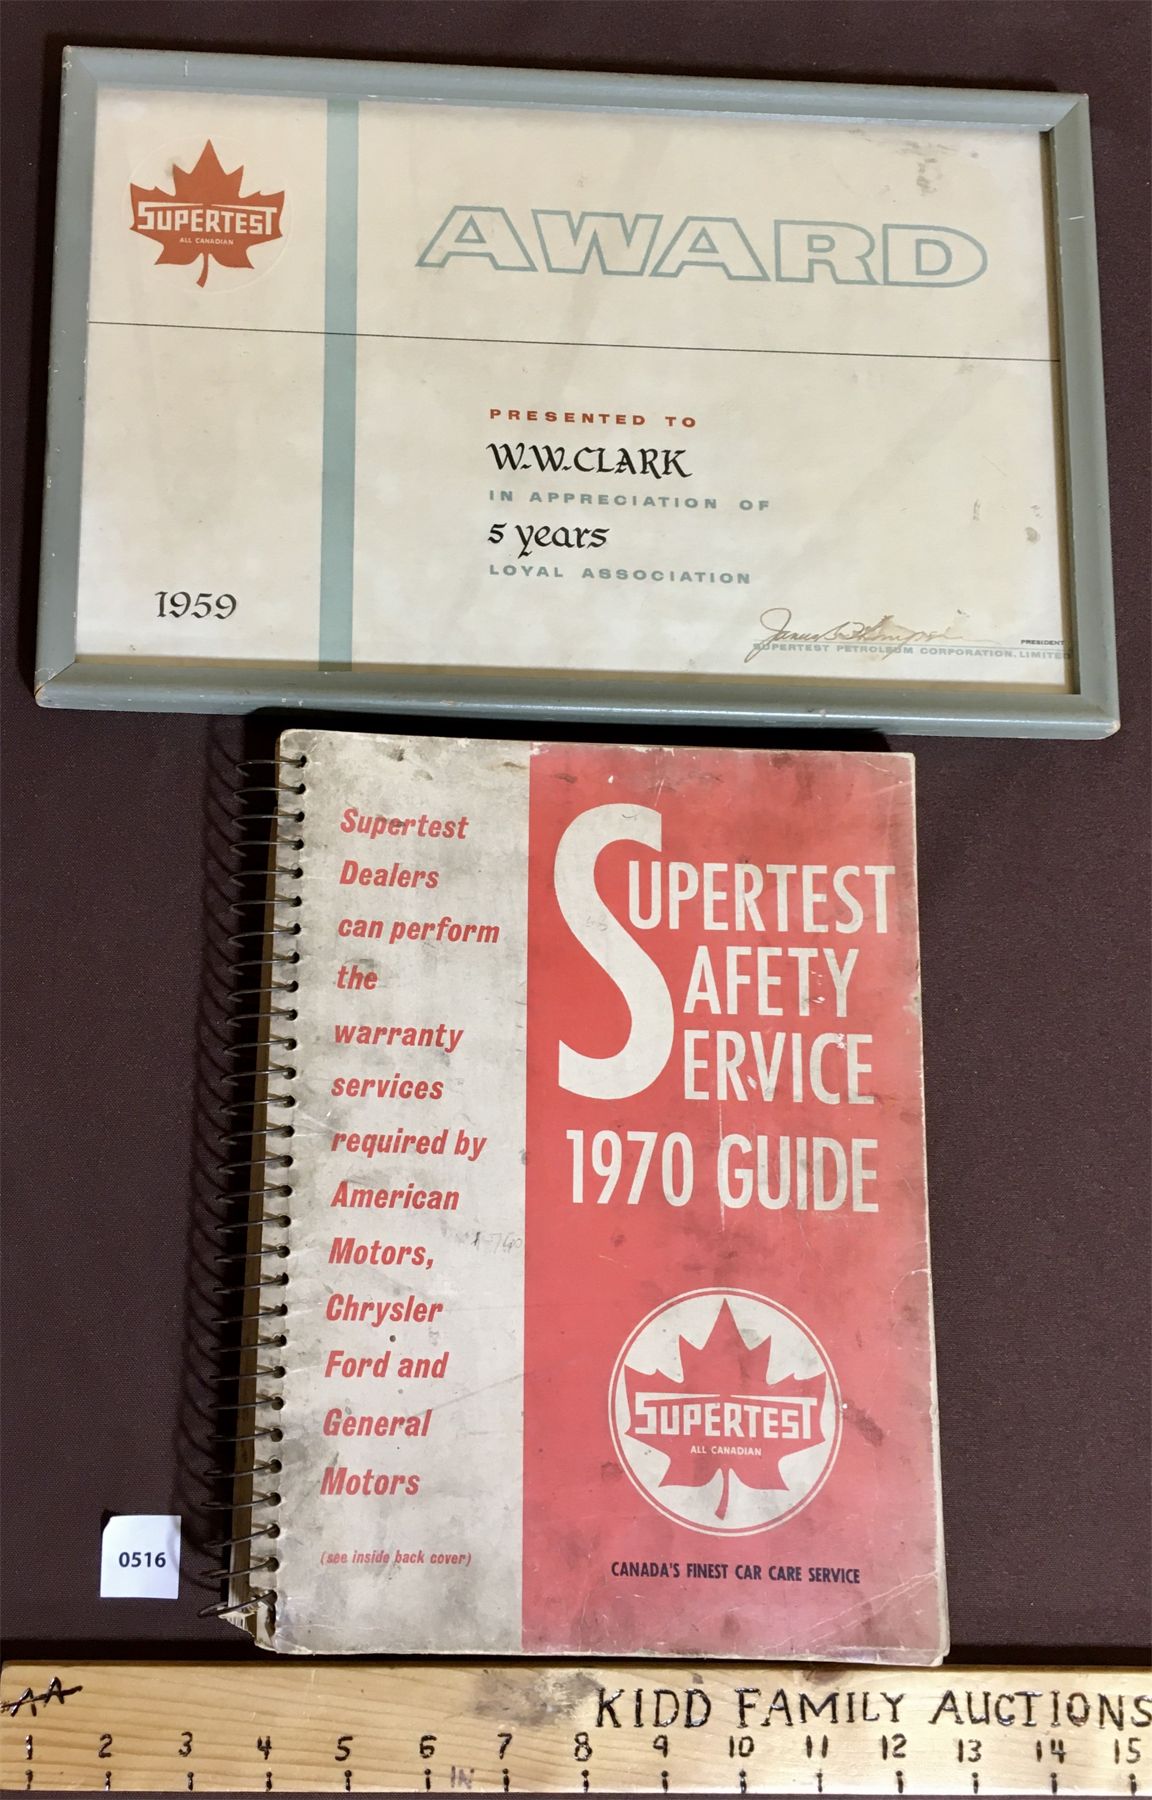 SUPERTEST
ALL CANADIAN
AWARD
PRESENTED TO
W.W.CLARK
IN APPRECIATION OF
5 years
LOYAL ASSOCIATION
1959
PRESIDENT
SUPERTEST PETROLEUM CORPORATION, LIMITED
Supertest
Dealers
can perform
the
warranty
services
required by
American
Motors,
Chrysler
Ford and
General
Motors
(see inside back cover)
SUPERTEST
SAFETY
SERVICE
1970 GUIDE
SUPERTEST
ALL CANADIAN
CANADA'S FINEST CAR CARE SERVICE
0516
AA
KIDD FAMILY AUCTIONS
1 2 3 4 5 6 7 8 9 10 11 12 13 14 15
IN